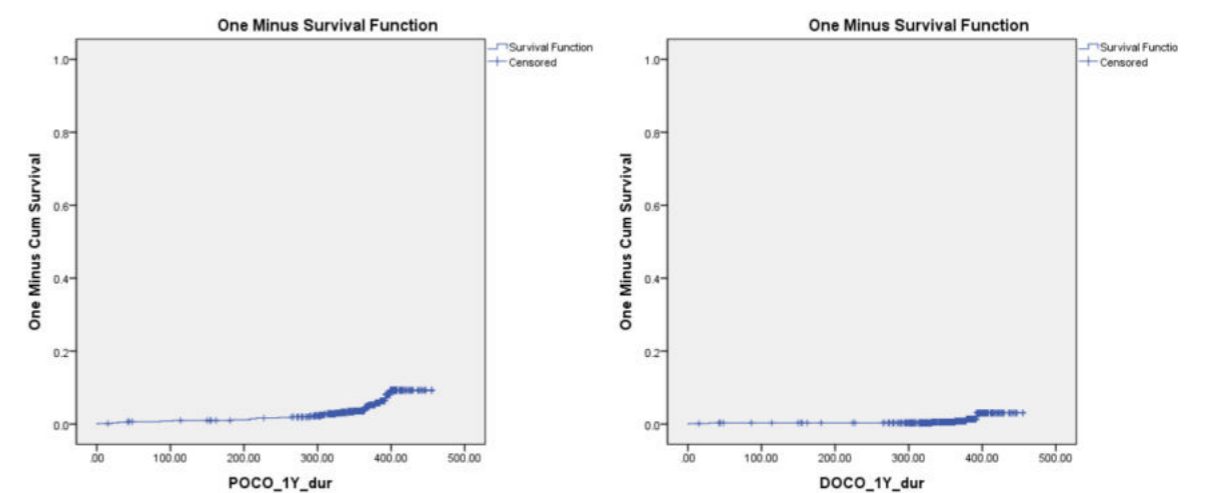 One Minus Survival Function
Survival Function
Censored
One Minus Cum Survival
1.0
0.8
0.6
0.4
0.2
0.0
.00 100.00 200.00 300.00 400.00 500.00
POCO_1Y_dur
One Minus Survival Function
Survival Functio
Censored
One Minus Cum Survival
1.0
0.8
0.6
0.4
0.2
0.0
.00 100.00 200.00 300.00 400.00 500.00
DOCO_1Y_dur